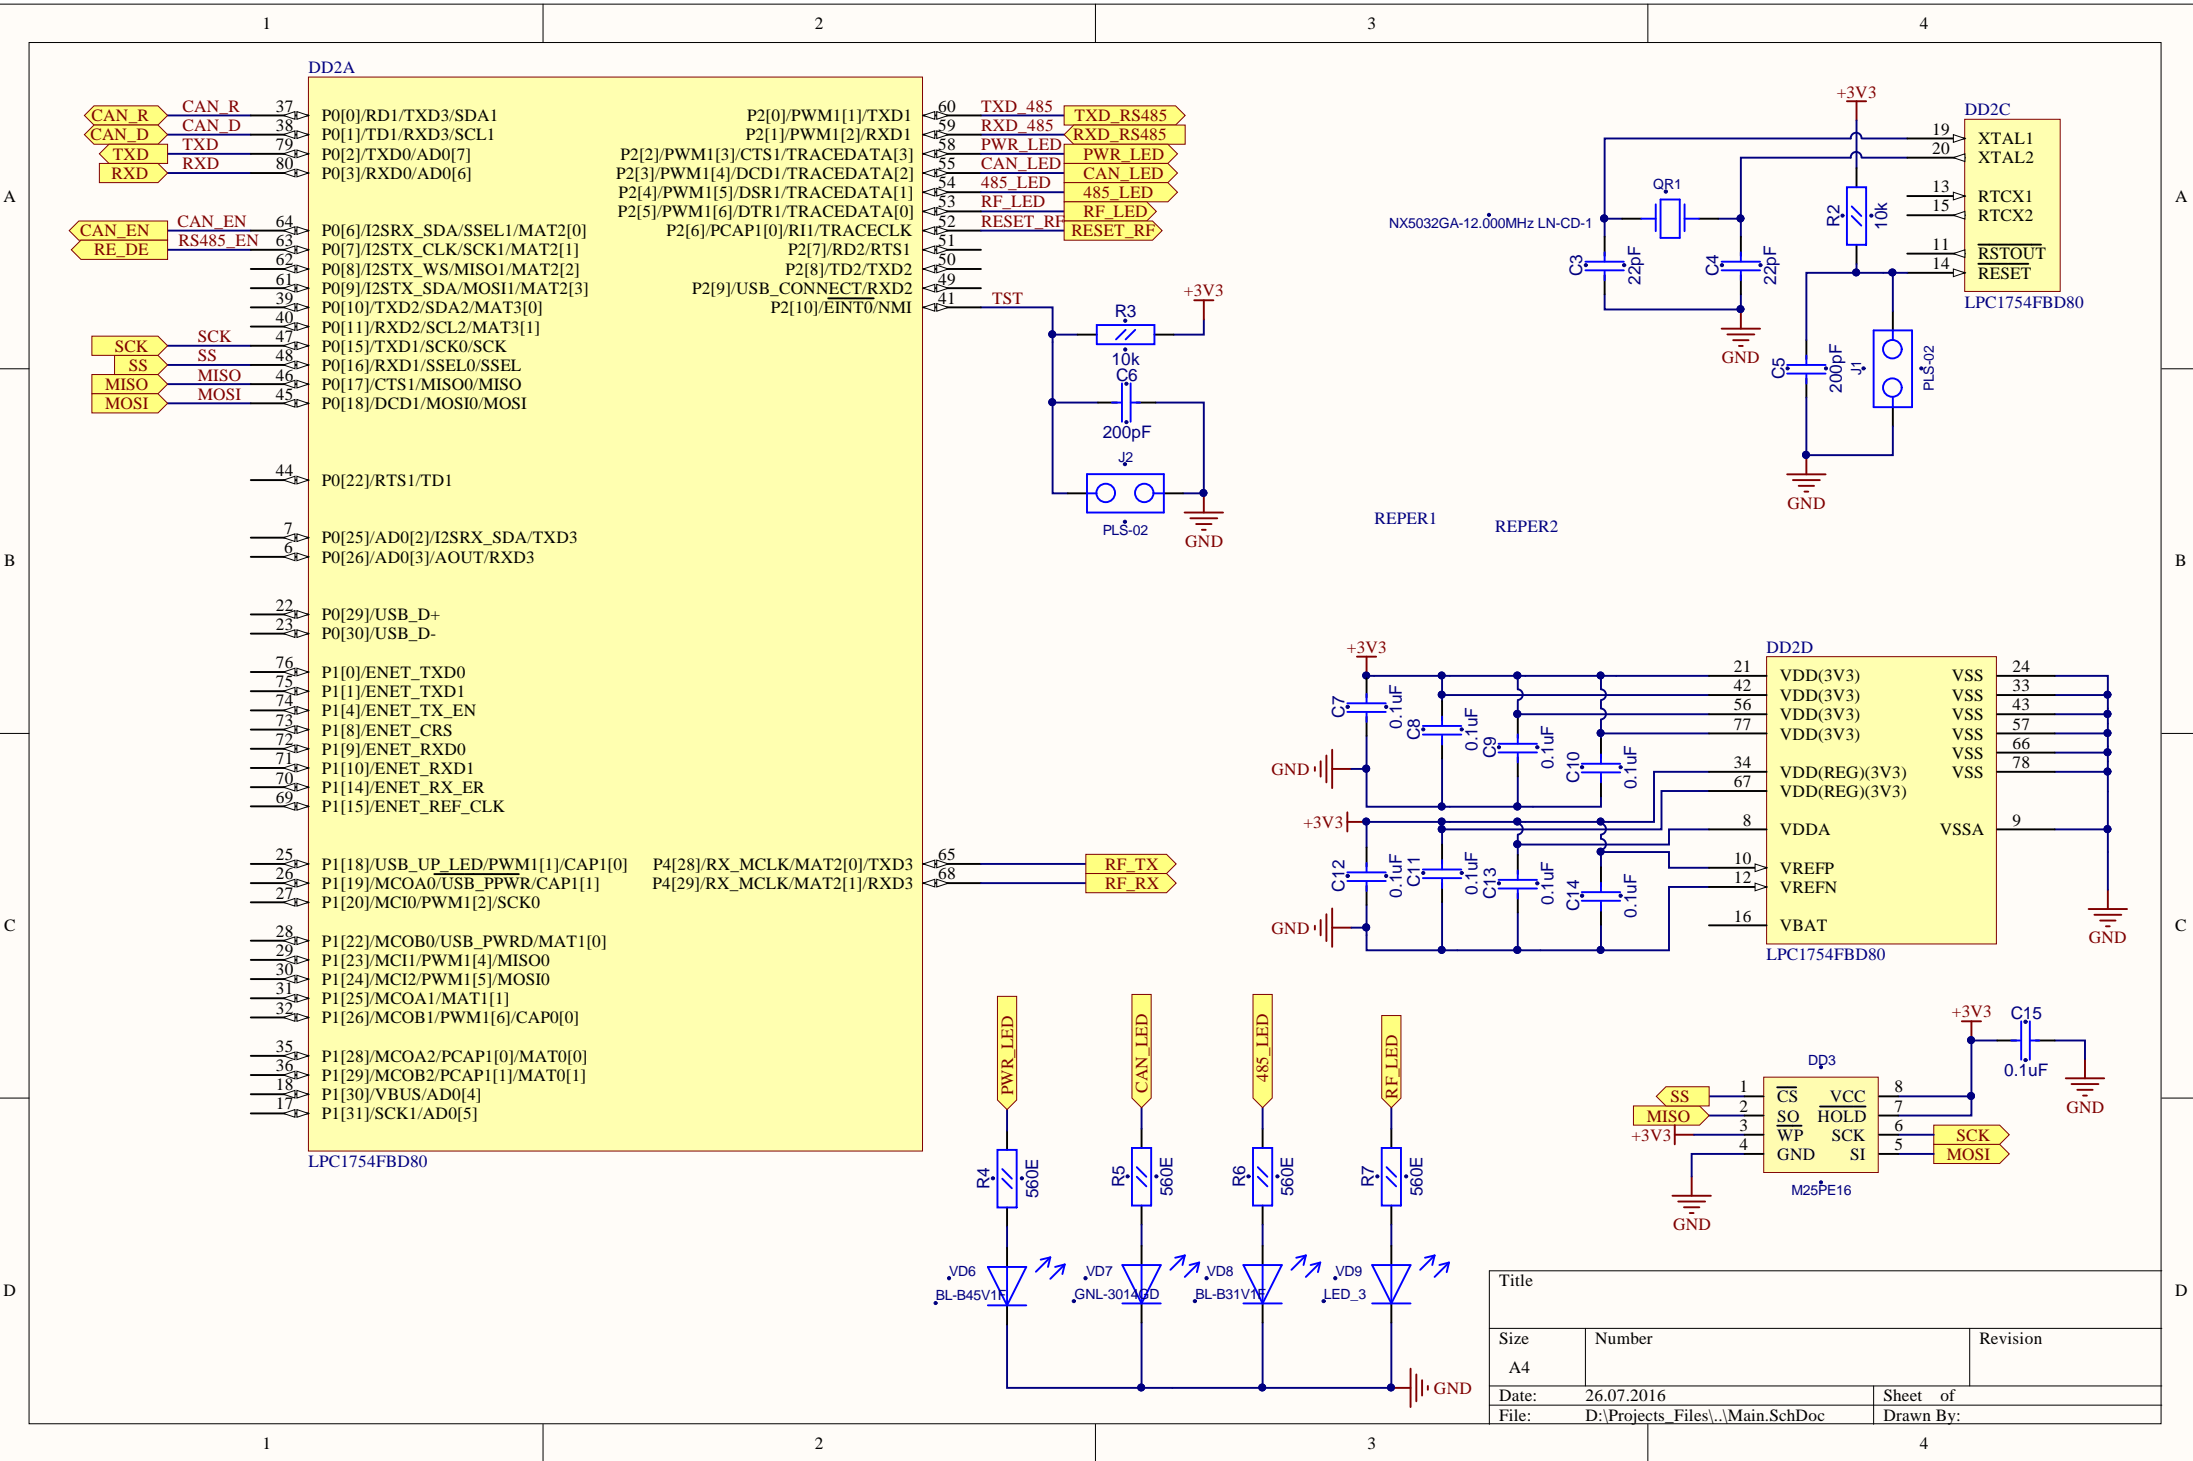 1 2 3 4
A A
B B
C C
D D
1 2 3 4
DD2A
CAN_R CAN_R 37 P0[0]/RD1/TXD3/SDA1
CAN_D CAN_D 38 P0[1]/TD1/RXD3/SCL1
TXD TXD 79 P0[2]/TXD0/AD0[7]
RXD RXD 80 P0[3]/RXD0/AD0[6]
CAN_EN CAN_EN 64 P0[6]/I2SRX_SDA/SSEL1/MAT2[0]
RE_DE RS485_EN 63 P0[7]/I2STX_CLK/SCK1/MAT2[1]
62 P0[8]/I2STX_WS/MISO1/MAT2[2]
61 P0[9]/I2STX_SDA/MOSI1/MAT2[3]
39 P0[10]/TXD2/SDA2/MAT3[0]
40 P0[11]/RXD2/SCL2/MAT3[1]
SCK SCK 47 P0[15]/TXD1/SCK0/SCK
SS SS 48 P0[16]/RXD1/SSEL0/SSEL
MISO MISO 46 P0[17]/CTS1/MISO0/MISO
MOSI MOSI 45 P0[18]/DCD1/MOSI0/MOSI
44 P0[22]/RTS1/TD1
7 P0[25]/AD0[2]/I2SRX_SDA/TXD3
6 P0[26]/AD0[3]/AOUT/RXD3
22 P0[29]/USB_D+
23 P0[30]/USB_D-
76 P1[0]/ENET_TXD0
75 P1[1]/ENET_TXD1
74 P1[4]/ENET_TX_EN
73 P1[8]/ENET_CRS
72 P1[9]/ENET_RXD0
71 P1[10]/ENET_RXD1
70 P1[14]/ENET_RX_ER
69 P1[15]/ENET_REF_CLK
25 P1[18]/USB_UP_LED/PWM1[1]/CAP1[0]
26 P1[19]/MCOA0/USB_PPWR/CAP1[1]
27 P1[20]/MCI0/PWM1[2]/SCK0
28 P1[22]/MCOB0/USB_PWRD/MAT1[0]
29 P1[23]/MCI1/PWM1[4]/MISO0
30 P1[24]/MCI2/PWM1[5]/MOSI0
31 P1[25]/MCOA1/MAT1[1]
32 P1[26]/MCOB1/PWM1[6]/CAP0[0]
35 P1[28]/MCOA2/PCAP1[0]/MAT0[0]
36 P1[29]/MCOB2/PCAP1[1]/MAT0[1]
18 P1[30]/VBUS/AD0[4]
17 P1[31]/SCK1/AD0[5]
LPC1754FBD80
P2[0]/PWM1[1]/TXD1 60 TXD_485 TXD_RS485
P2[1]/PWM1[2]/RXD1 59 RXD_485 RXD_RS485
P2[2]/PWM1[3]/CTS1/TRACEDATA[3] 58 PWR_LED PWR_LED
P2[3]/PWM1[4]/DCD1/TRACEDATA[2] 55 CAN_LED CAN_LED
P2[4]/PWM1[5]/DSR1/TRACEDATA[1] 54 485_LED 485_LED
P2[5]/PWM1[6]/DTR1/TRACEDATA[0] 53 RF_LED RF_LED
P2[6]/PCAP1[0]/RI1/TRACECLK 52 RESET_RF RESET_RF
P2[7]/RD2/RTS1 51
P2[8]/TD2/TXD2 50
P2[9]/USB_CONNECT/RXD2 49
P2[10]/EINT0/NMI 41 TST
P4[28]/RX_MCLK/MAT2[0]/TXD3 65 RF_TX
P4[29]/RX_MCLK/MAT2[1]/RXD3 68 RF_RX
+3V3
R3
10k
C6
200pF
J2
PLS-02
GND
QR1
NX5032GA-12.000MHz LN-CD-1
C3 22pF
C4 22pF
GND
+3V3
R2 10k
C5 200pF
J1 PLS-02
GND
DD2C
19 XTAL1
20 XTAL2
13 RTCX1
15 RTCX2
11 RSTOUT
14 RESET
LPC1754FBD80
REPER1 REPER2
+3V3
C7 0.1uF
C8 0.1uF
C9 0.1uF
C10 0.1uF
GND
+3V3
C12 0.1uF
C11 0.1uF
C13 0.1uF
C14 0.1uF
GND
DD2D
21 VDD(3V3) VSS 24
42 VDD(3V3) VSS 33
56 VDD(3V3) VSS 43
77 VDD(3V3) VSS 57
VSS 66
34 VDD(REG)(3V3) VSS 78
67 VDD(REG)(3V3)
8 VDDA VSSA 9
10 VREFP
12 VREFN
16 VBAT
LPC1754FBD80
GND
PWR_LED CAN_LED 485_LED RF_LED
R4 560E R5 560E R6 560E R7 560E
VD6 VD7 VD8 VD9
BL-B45V1F GNL-3014GD BL-B31V1F LED_3
GND
+3V3 C15
0.1uF
GND
DD3
SS 1 CS VCC 8
MISO 2 SO HOLD 7
+3V3 3 WP SCK 6 SCK
4 GND SI 5 MOSI
M25PE16
GND
Title
Size Number Revision
A4
Date: 26.07.2016 Sheet of
File: D:\Projects_Files\..\Main.SchDoc Drawn By: